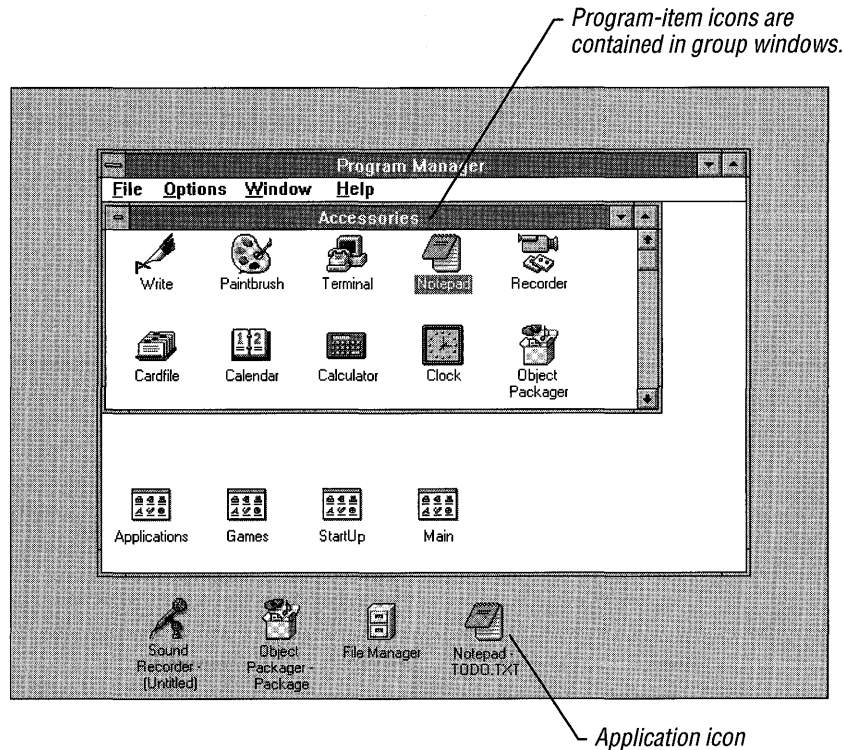 Program-item icons are
contained in group windows.
Program Manager
File Options Window Help
Accessories
Write Paintbrush Terminal Notepad Recorder
Cardfile Calendar Calculator Clock Object
Packager
Applications Games StartUp Main
Sound Object File Manager Notepad -
Recorder - Packager - TODO.TXT
(Untitled) Package
Application icon